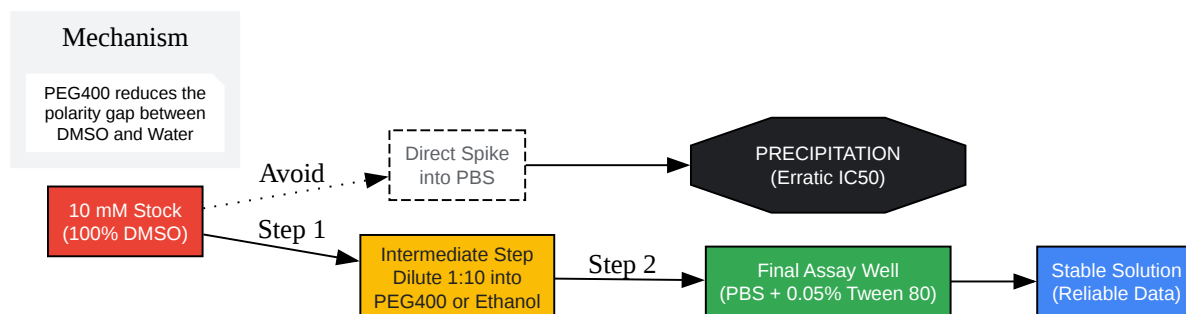 Mechanism
PEG400 reduces the
polarity gap between
DMSO and Water
Avoid
Direct Spike
into PBS
PRECIPITATION
(Erratic IC50)
10 mM Stock
(100% DMSO)
Step 1
Intermediate Step
Dilute 1:10 into
PEG400 or Ethanol
Step 2
Final Assay Well
(PBS + 0.05% Tween 80)
Stable Solution
(Reliable Data)